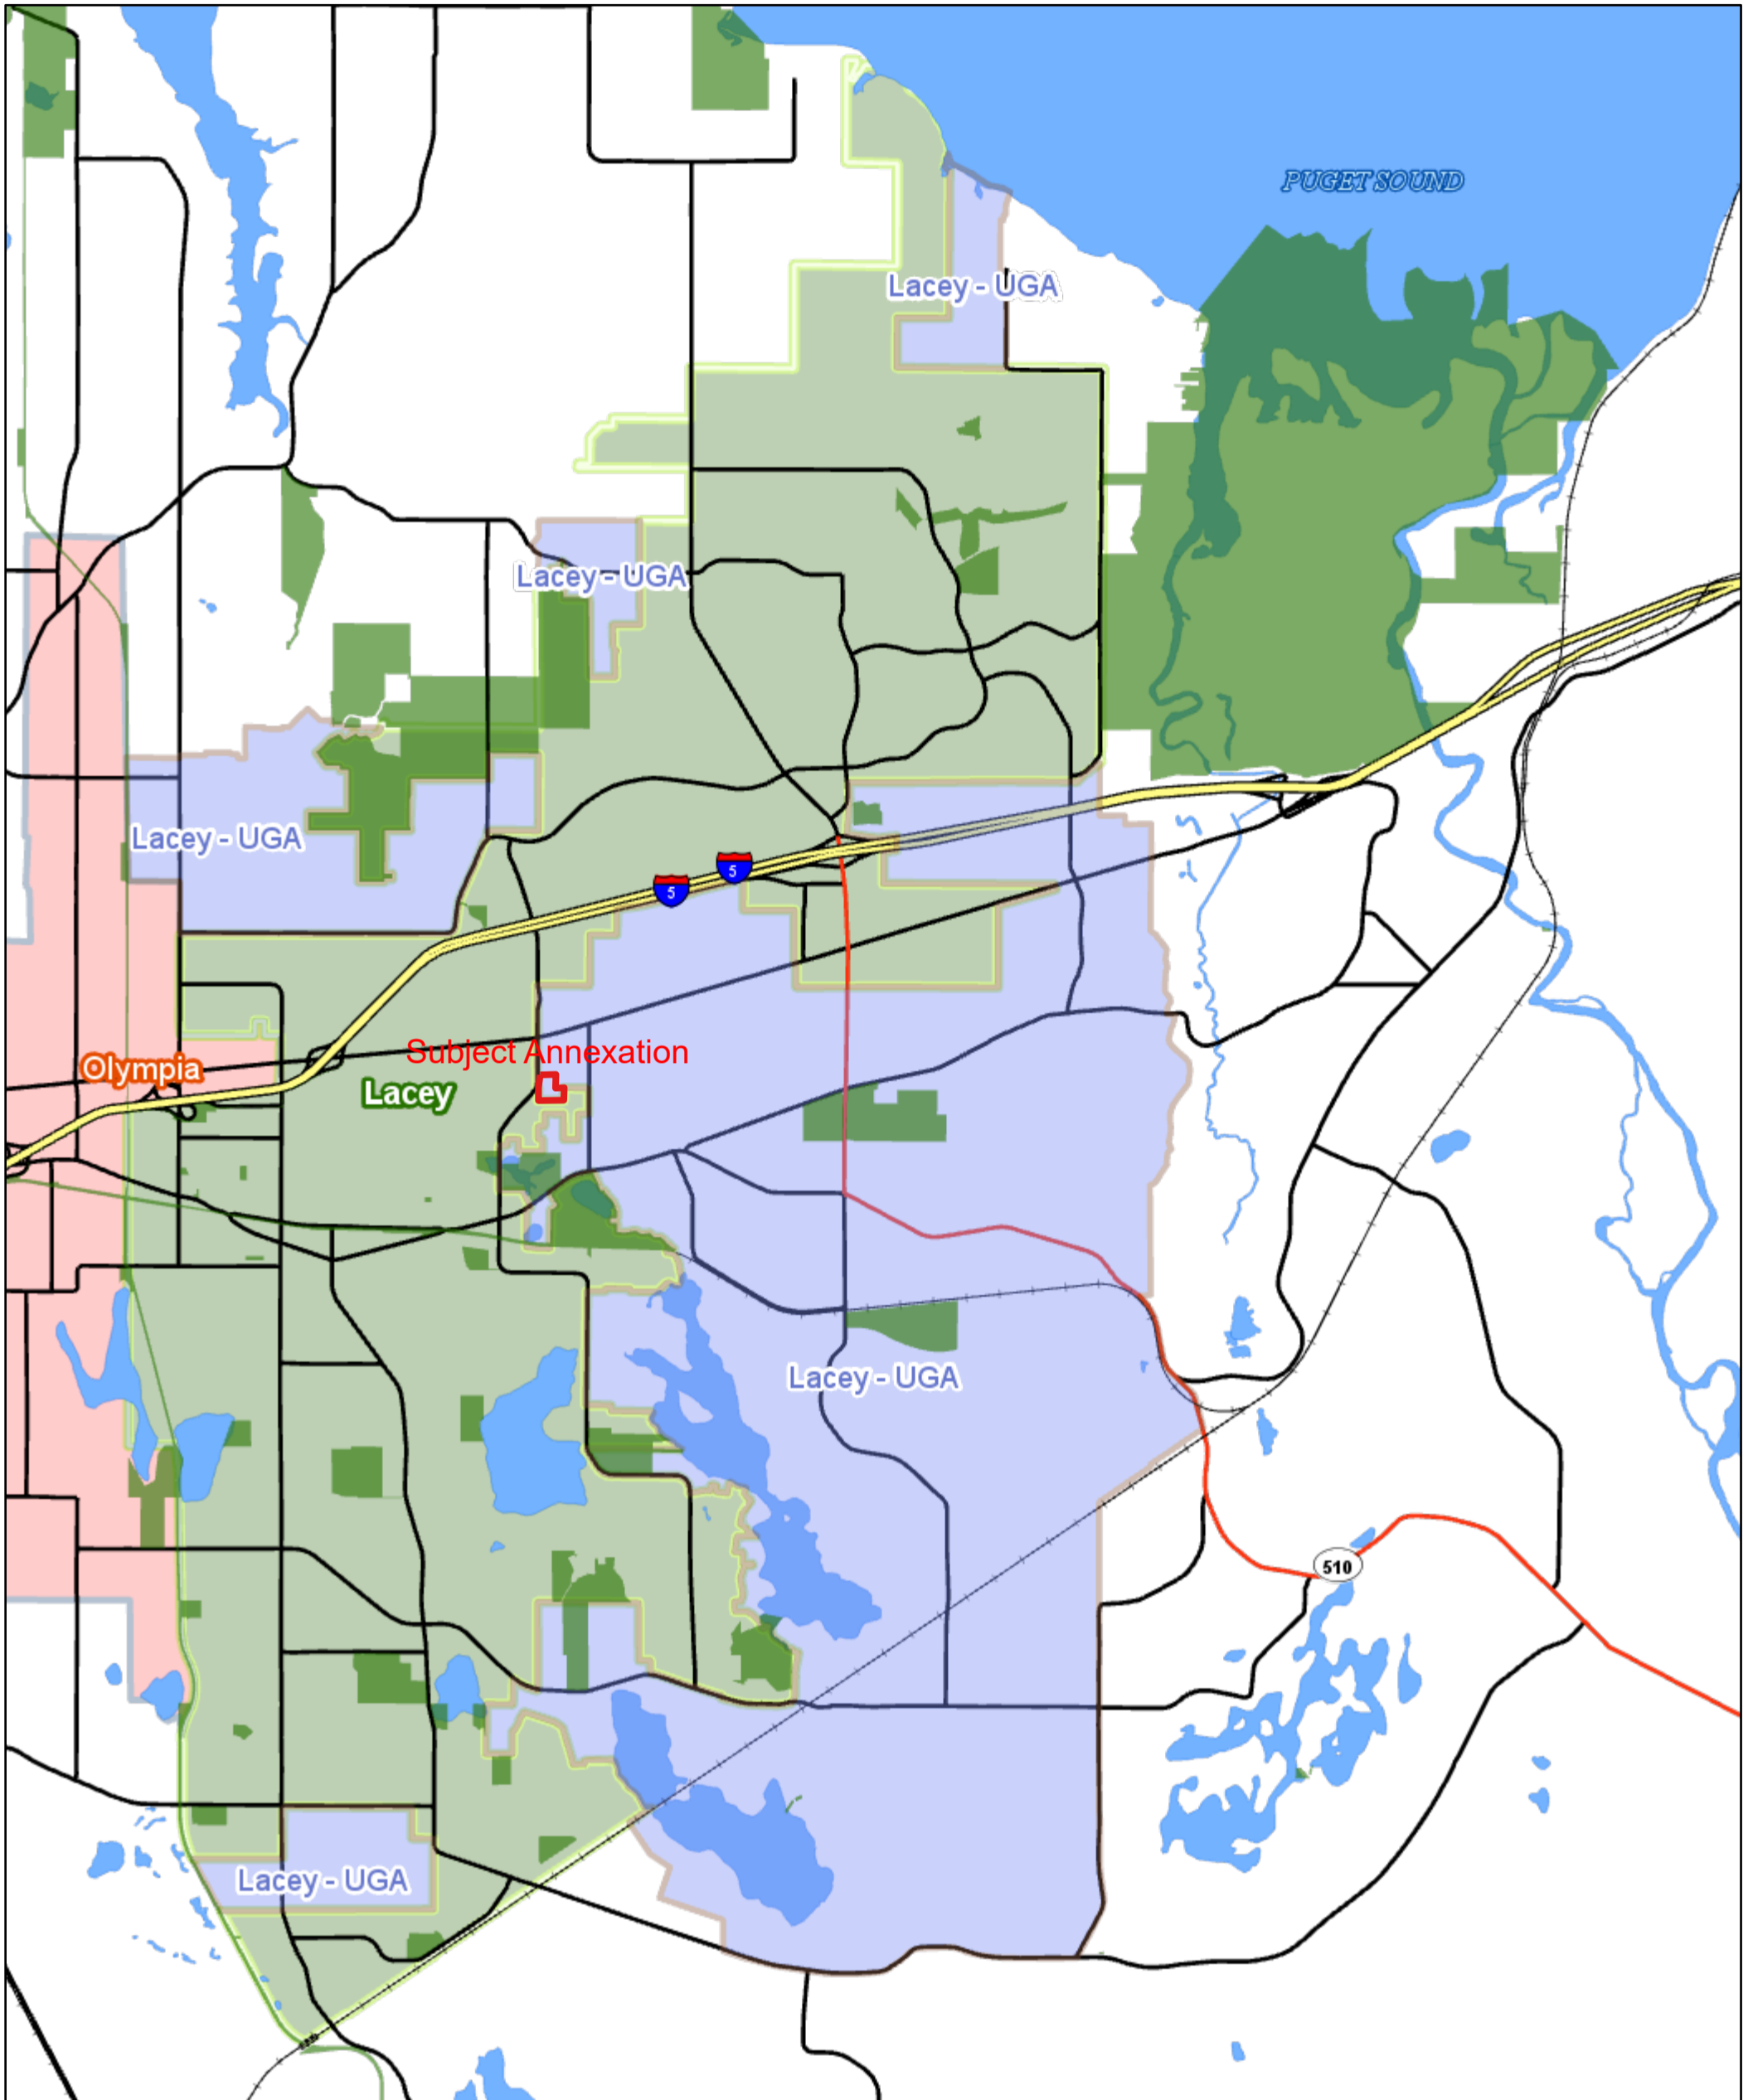 PUGET SOUND
Lacey - UGA
Lacey - UGA
Lacey - UGA
5
5
Subject Annexation
Olympia
Lacey
Lacey - UGA
510
Lacey - UGA